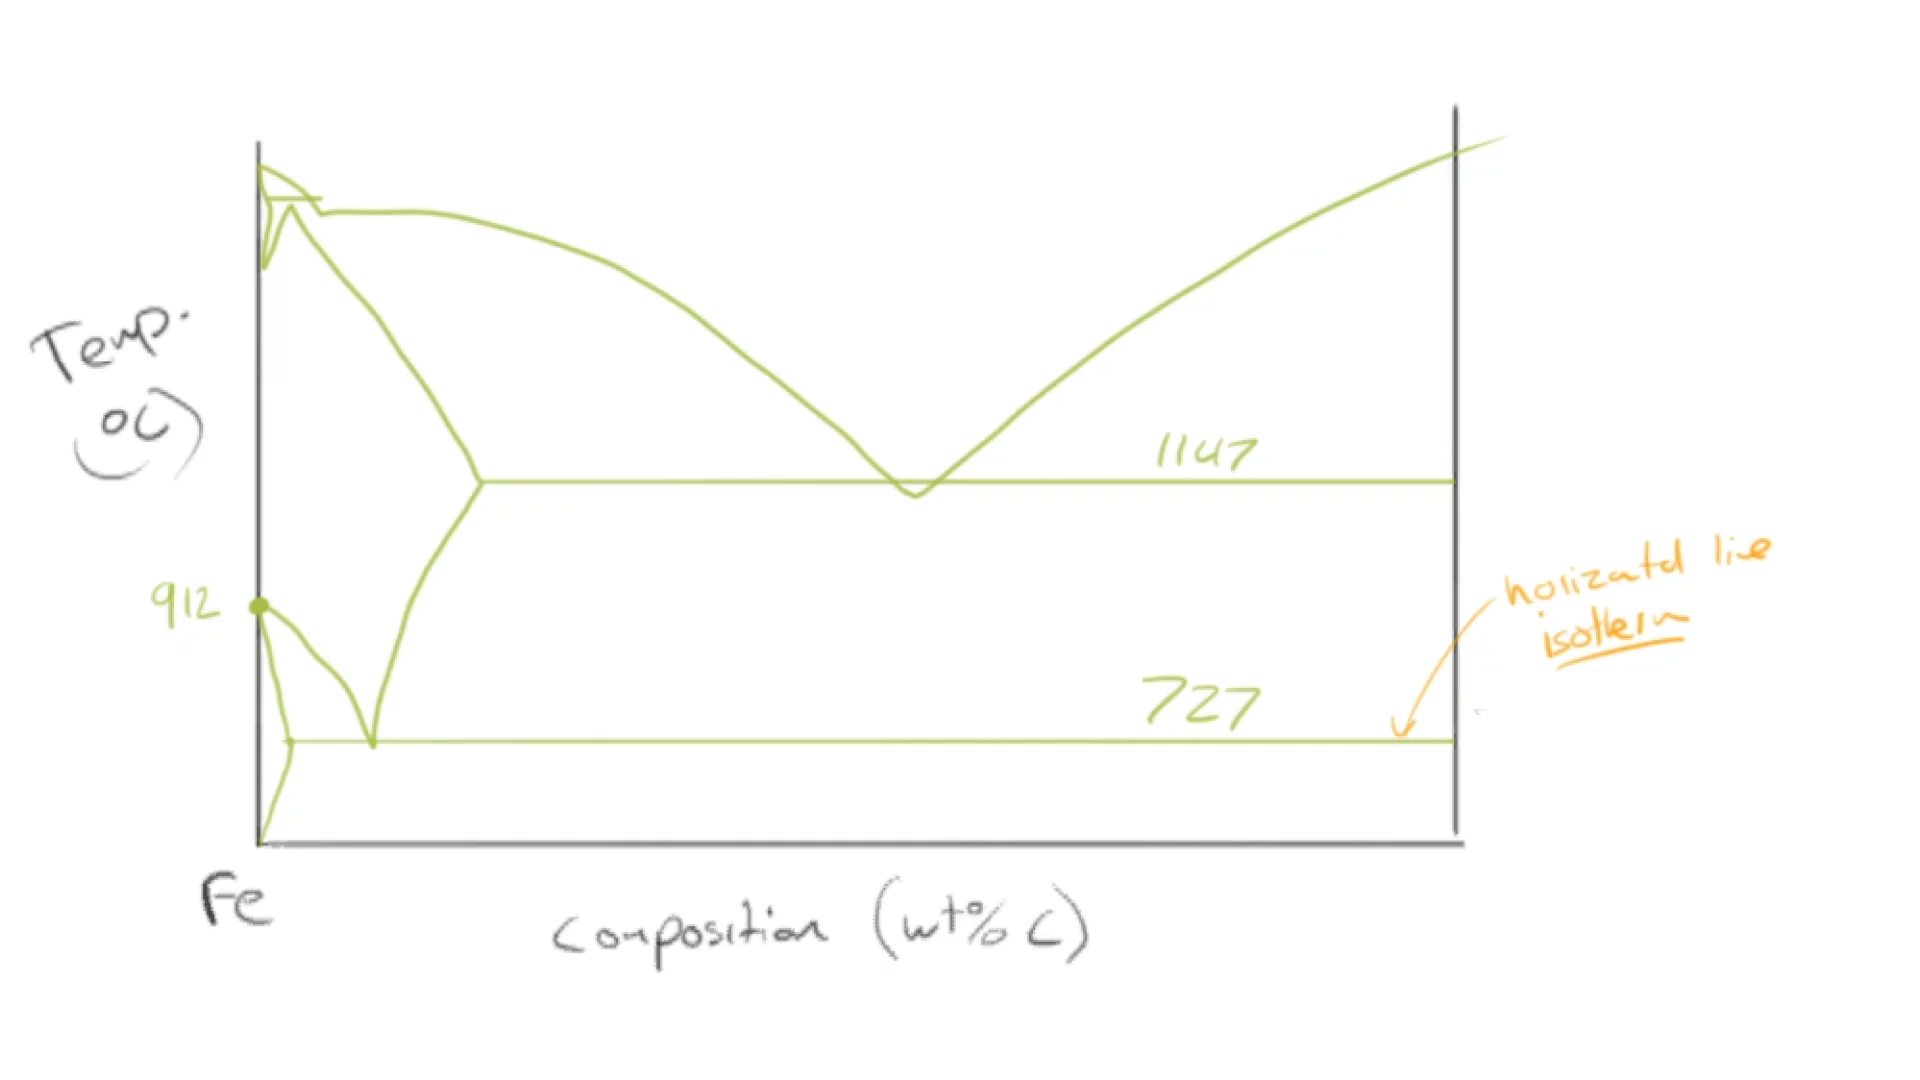 Temp.
(°C)
1147
912
horizontal line
isotherm
727
Fe
Composition (wt% C)